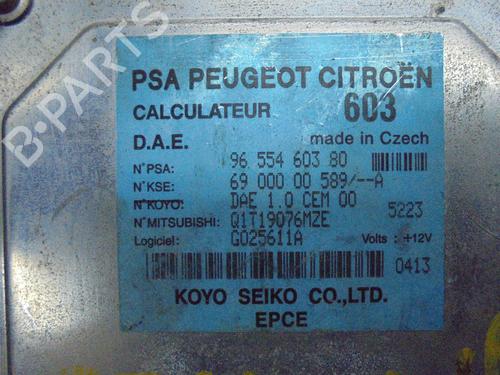 B-PARTS
PSA PEUGEOT CITROËN
CALCULATEUR 603
D.A.E. made in Czech
N°PSA: 96 554 603 80
N°KSE: 69 000 00 589/--A
N°KOYO: DAE 1.0 CEM 00 5223
N°MITSUBISHI: Q1T19076MZE
Logiciel: G025611A Volts : +12V
0413
KOYO SEIKO CO.,LTD.
EPCE